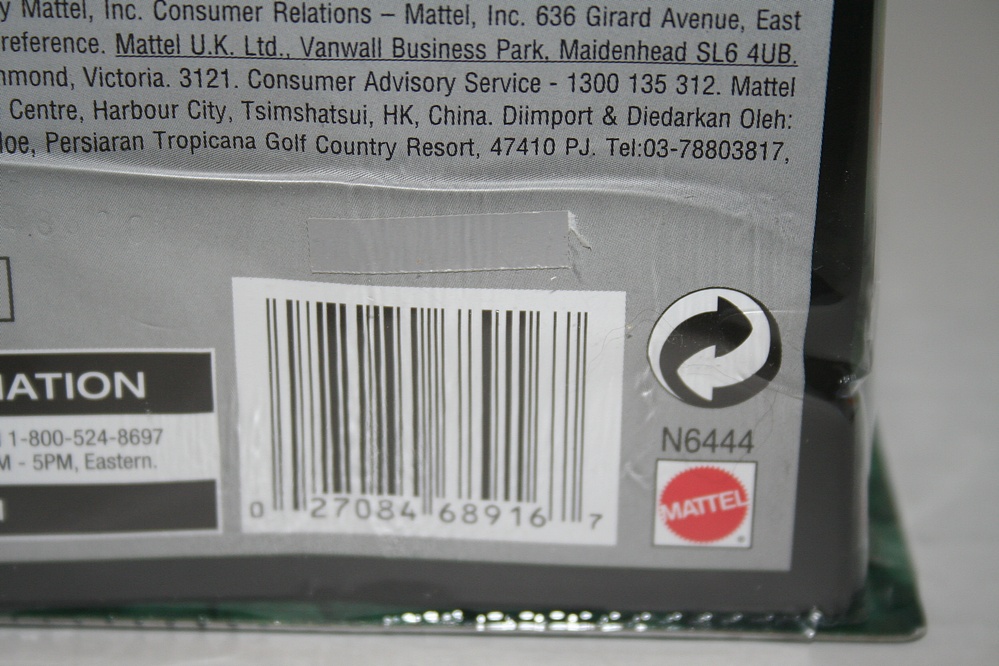 Mattel, Inc. Consumer Relations – Mattel, Inc. 636 Girard Avenue, East
reference. Mattel U.K. Ltd., Vanwall Business Park, Maidenhead SL6 4UB.
mmond, Victoria. 3121. Consumer Advisory Service - 1300 135 312. Mattel
Centre, Harbour City, Tsimshatsui, HK, China. Diimport & Diedarkan Oleh:
loe, Persiaran Tropicana Golf Country Resort, 47410 PJ. Tel:03-78803817,
ATION
1-800-524-8697
M - 5PM, Eastern.
0 27084 68916 7
N6444
MATTEL